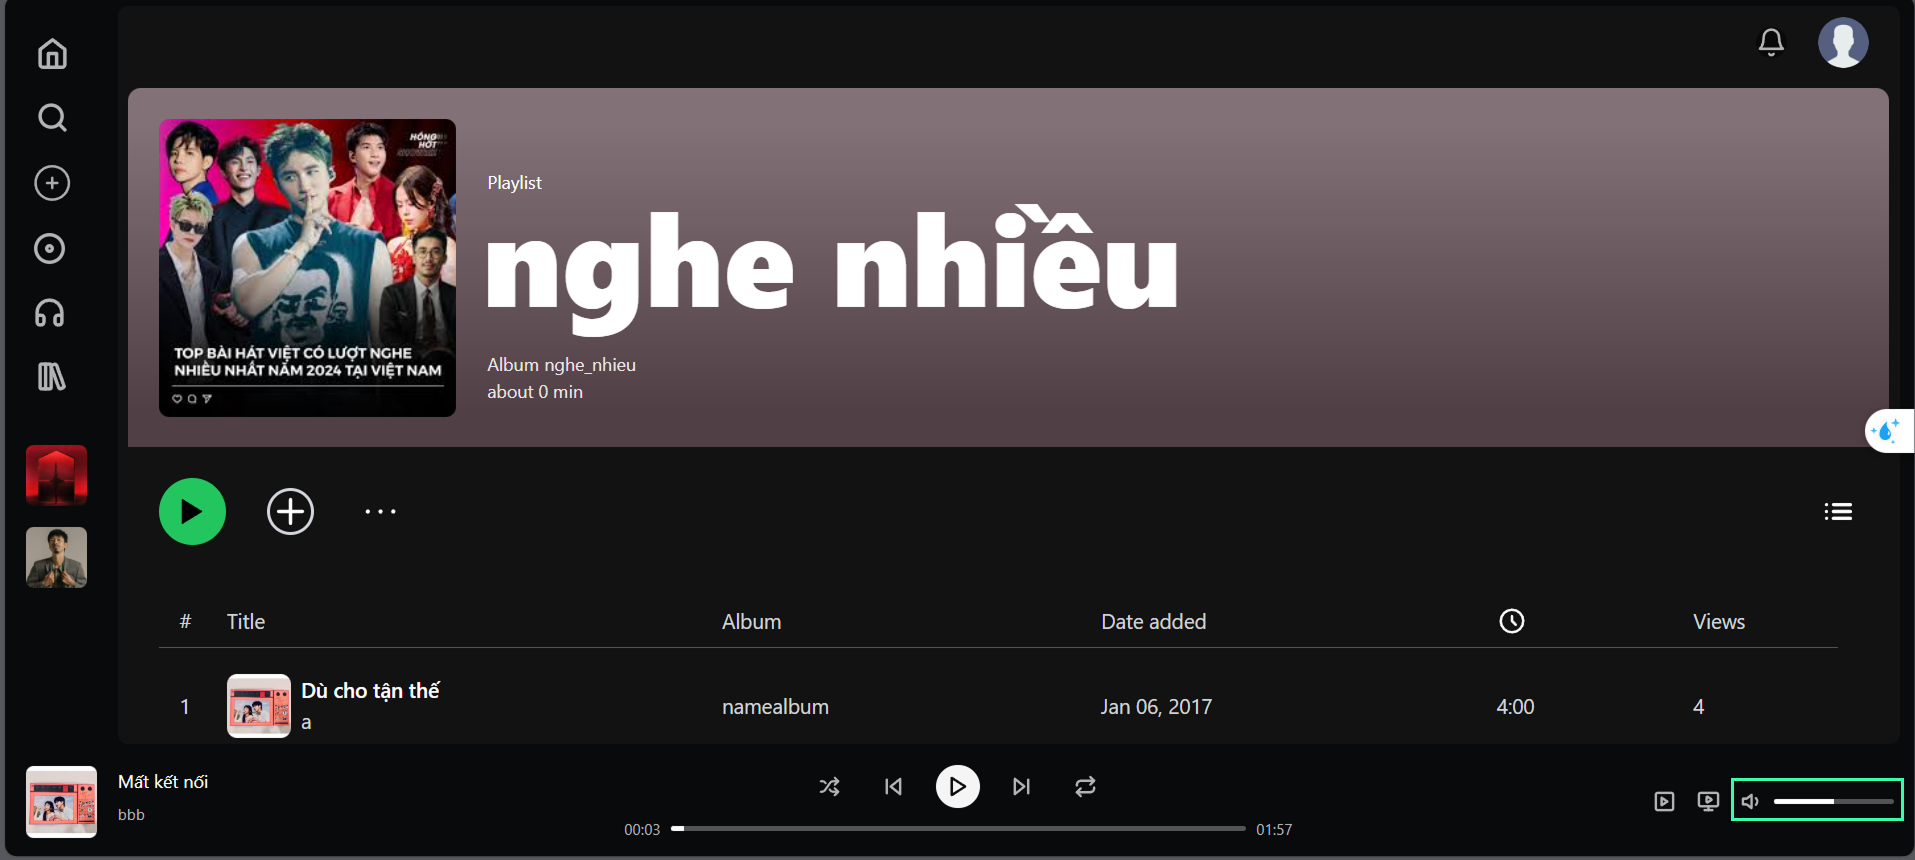 HÓNG
HÓT
TOP BÀI HÁT VIỆT CÓ LƯỢT NGHE
NHIỀU NHẤT NĂM 2024 TẠI VIỆT NAM
Playlist
nghe nhiều
Album nghe_nhieu
about 0 min
# Title Album Date added Views
1 Dù cho tận thế namealbum Jan 06, 2017 4:00 4
a
Mất kết nối
bbb
00:03 01:57